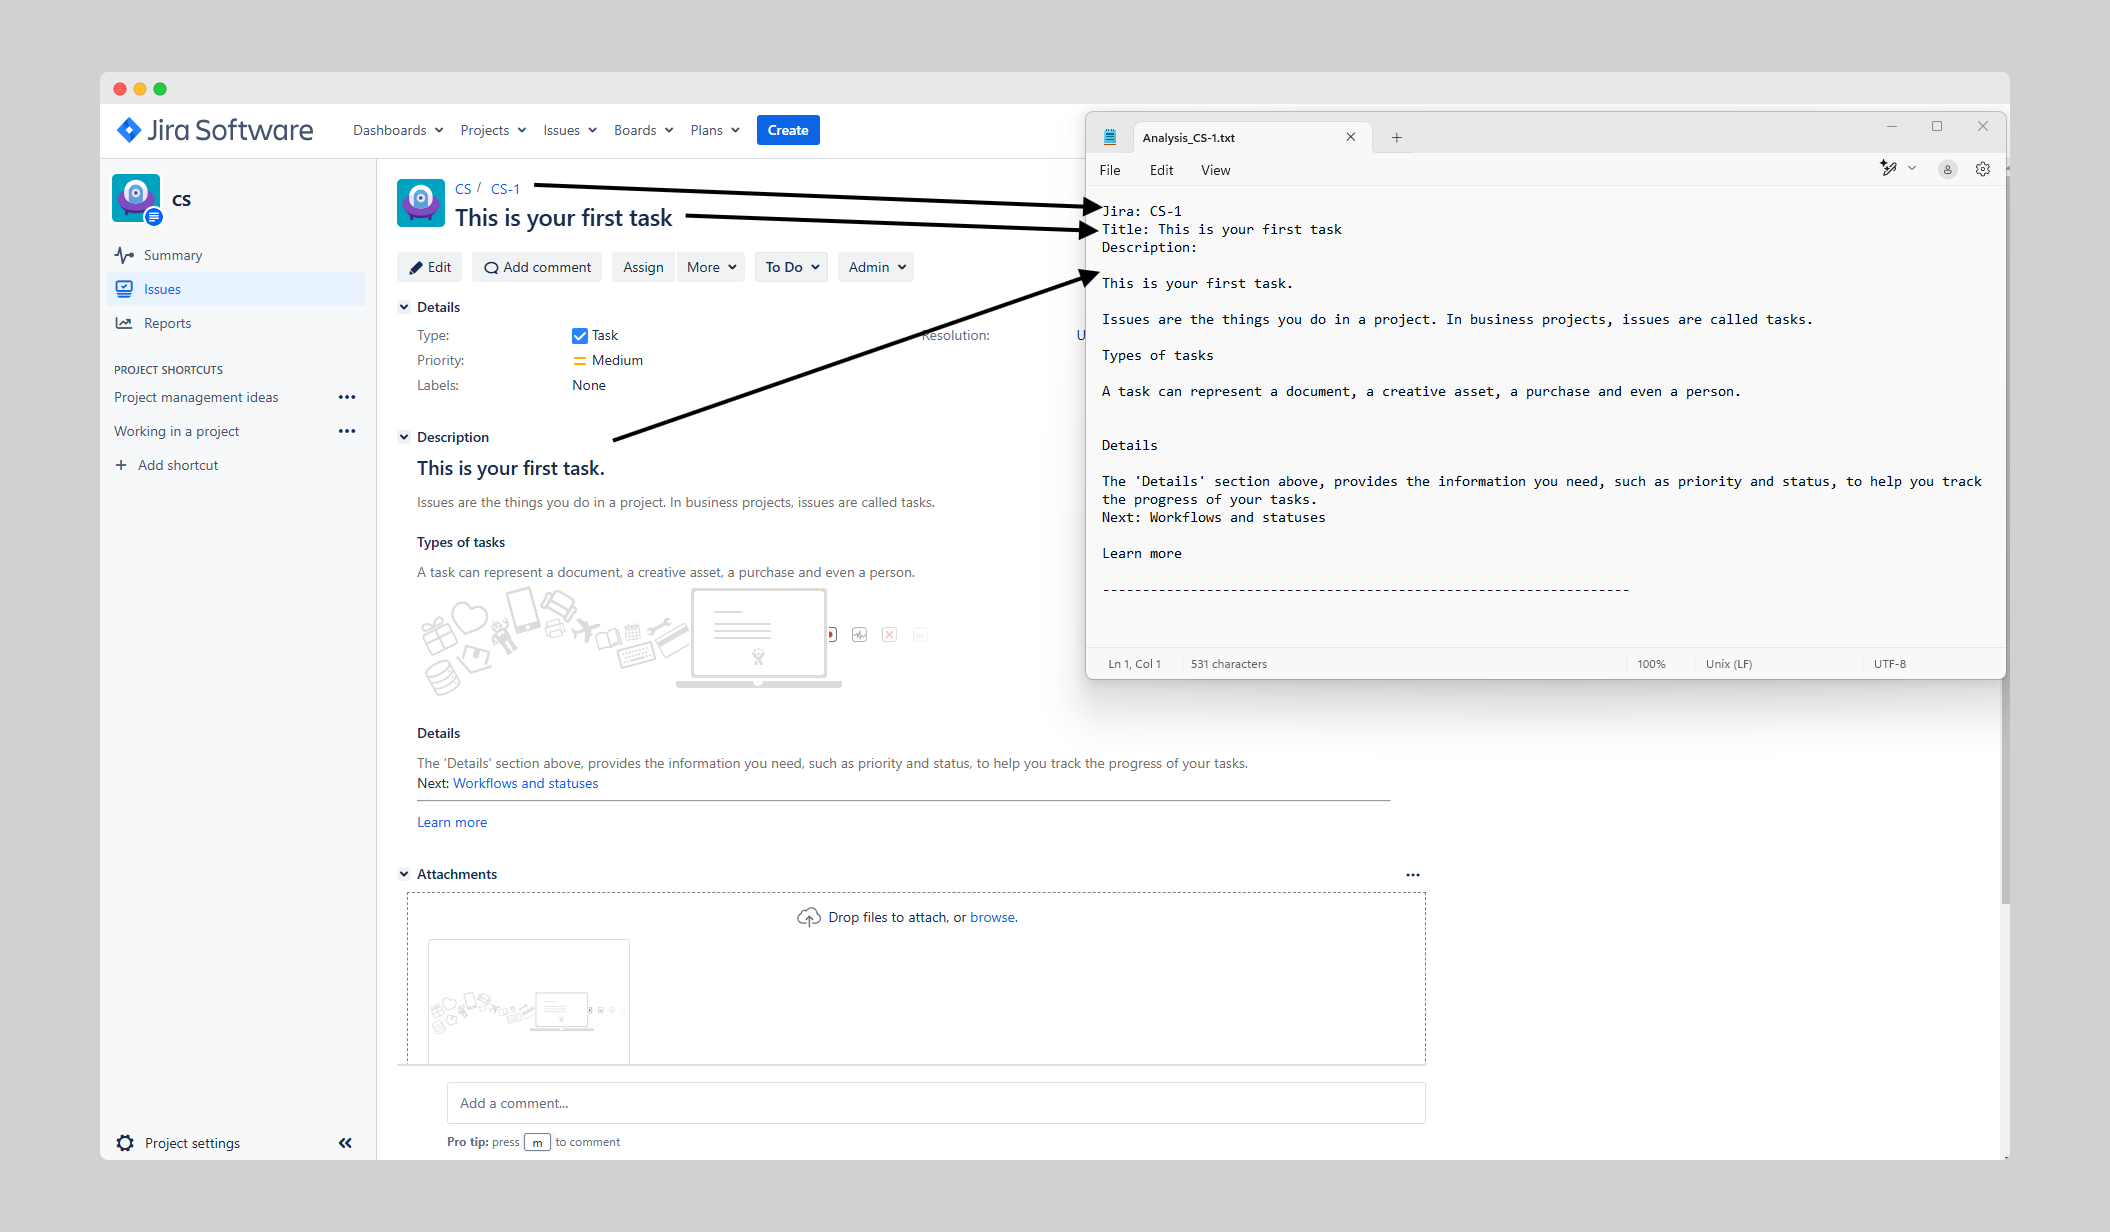 Jira Software
Dashboards Projects Issues Boards Plans Create
CS
Summary
Issues
Reports
PROJECT SHORTCUTS
Project management ideas
Working in a project
+ Add shortcut
Project settings
CS / CS-1
This is your first task
Edit Add comment Assign More To Do Admin
Details
Type: Task Resolution: U
Priority: Medium
Labels: None
Description
This is your first task.
Issues are the things you do in a project. In business projects, issues are called tasks.
Types of tasks
A task can represent a document, a creative asset, a purchase and even a person.
Details
The 'Details' section above, provides the information you need, such as priority and status, to help you track the progress of your tasks.
Next: Workflows and statuses
Learn more
Attachments
Drop files to attach, or browse.
Add a comment...
Pro tip: press m to comment
Analysis_CS-1.txt
File Edit View
Jira: CS-1
Title: This is your first task
Description:
This is your first task.
Issues are the things you do in a project. In business projects, issues are called tasks.
Types of tasks
A task can represent a document, a creative asset, a purchase and even a person.
Details
The 'Details' section above, provides the information you need, such as priority and status, to help you track
the progress of your tasks.
Next: Workflows and statuses
Learn more
------------------------------------------------------------------
Ln 1, Col 1 531 characters 100% Unix (LF) UTF-8